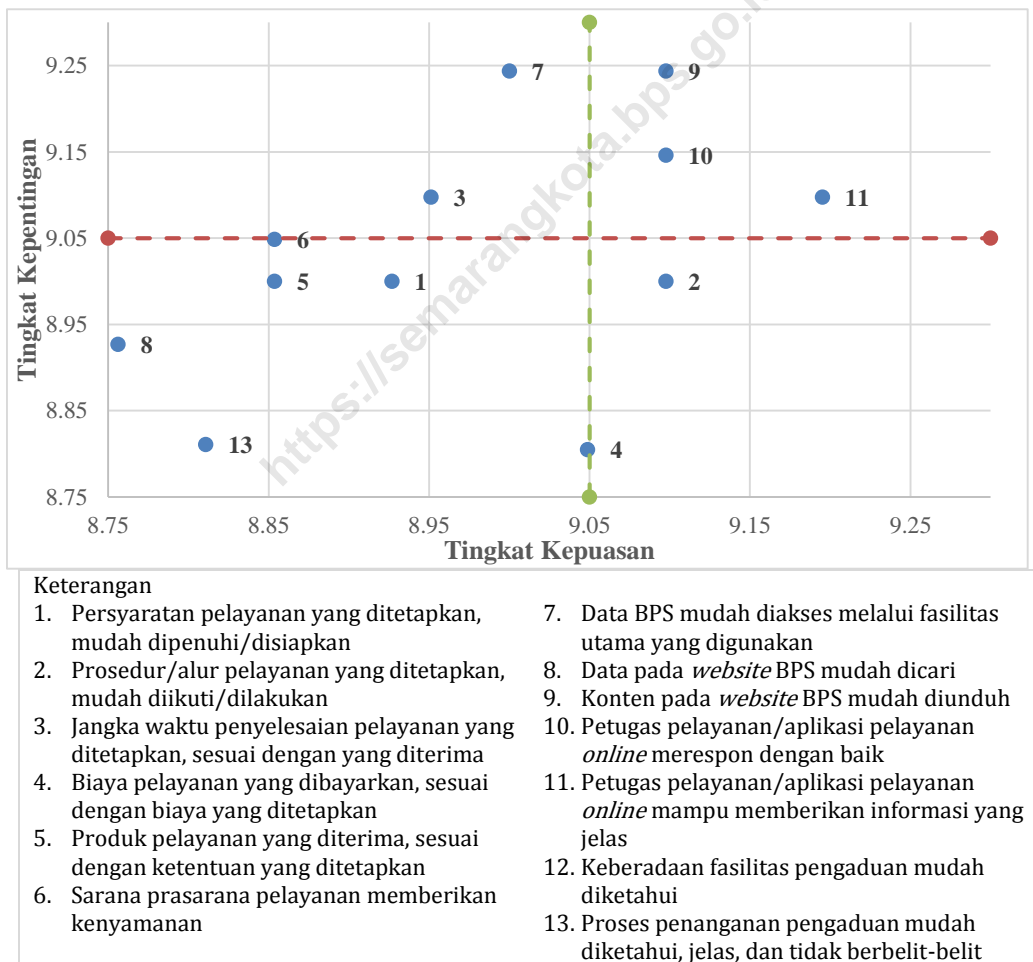 https://semarangkota.bps.go.
Tingkat Kepentingan
9.25
9.15
9.05
8.95
8.85
8.75
7
9
10
3
11
6
5
1
2
8
13
4
8.75
8.85
8.95
9.05
9.15
9.25
Tingkat Kepuasan
Keterangan
1. Persyaratan pelayanan yang ditetapkan,
mudah dipenuhi/disiapkan
2. Prosedur/alur pelayanan yang ditetapkan,
mudah diikuti/dilakukan
3. Jangka waktu penyelesaian pelayanan yang
ditetapkan, sesuai dengan yang diterima
4. Biaya pelayanan yang dibayarkan, sesuai
dengan biaya yang ditetapkan
5. Produk pelayanan yang diterima, sesuai
dengan ketentuan yang ditetapkan
6. Sarana prasarana pelayanan memberikan
kenyamanan
7. Data BPS mudah diakses melalui fasilitas
utama yang digunakan
8. Data pada website BPS mudah dicari
9. Konten pada website BPS mudah diunduh
10. Petugas pelayanan/aplikasi pelayanan
online merespon dengan baik
11. Petugas pelayanan/aplikasi pelayanan
online mampu memberikan informasi yang
jelas
12. Keberadaan fasilitas pengaduan mudah
diketahui
13. Proses penanganan pengaduan mudah
diketahui, jelas, dan tidak berbelit-belit